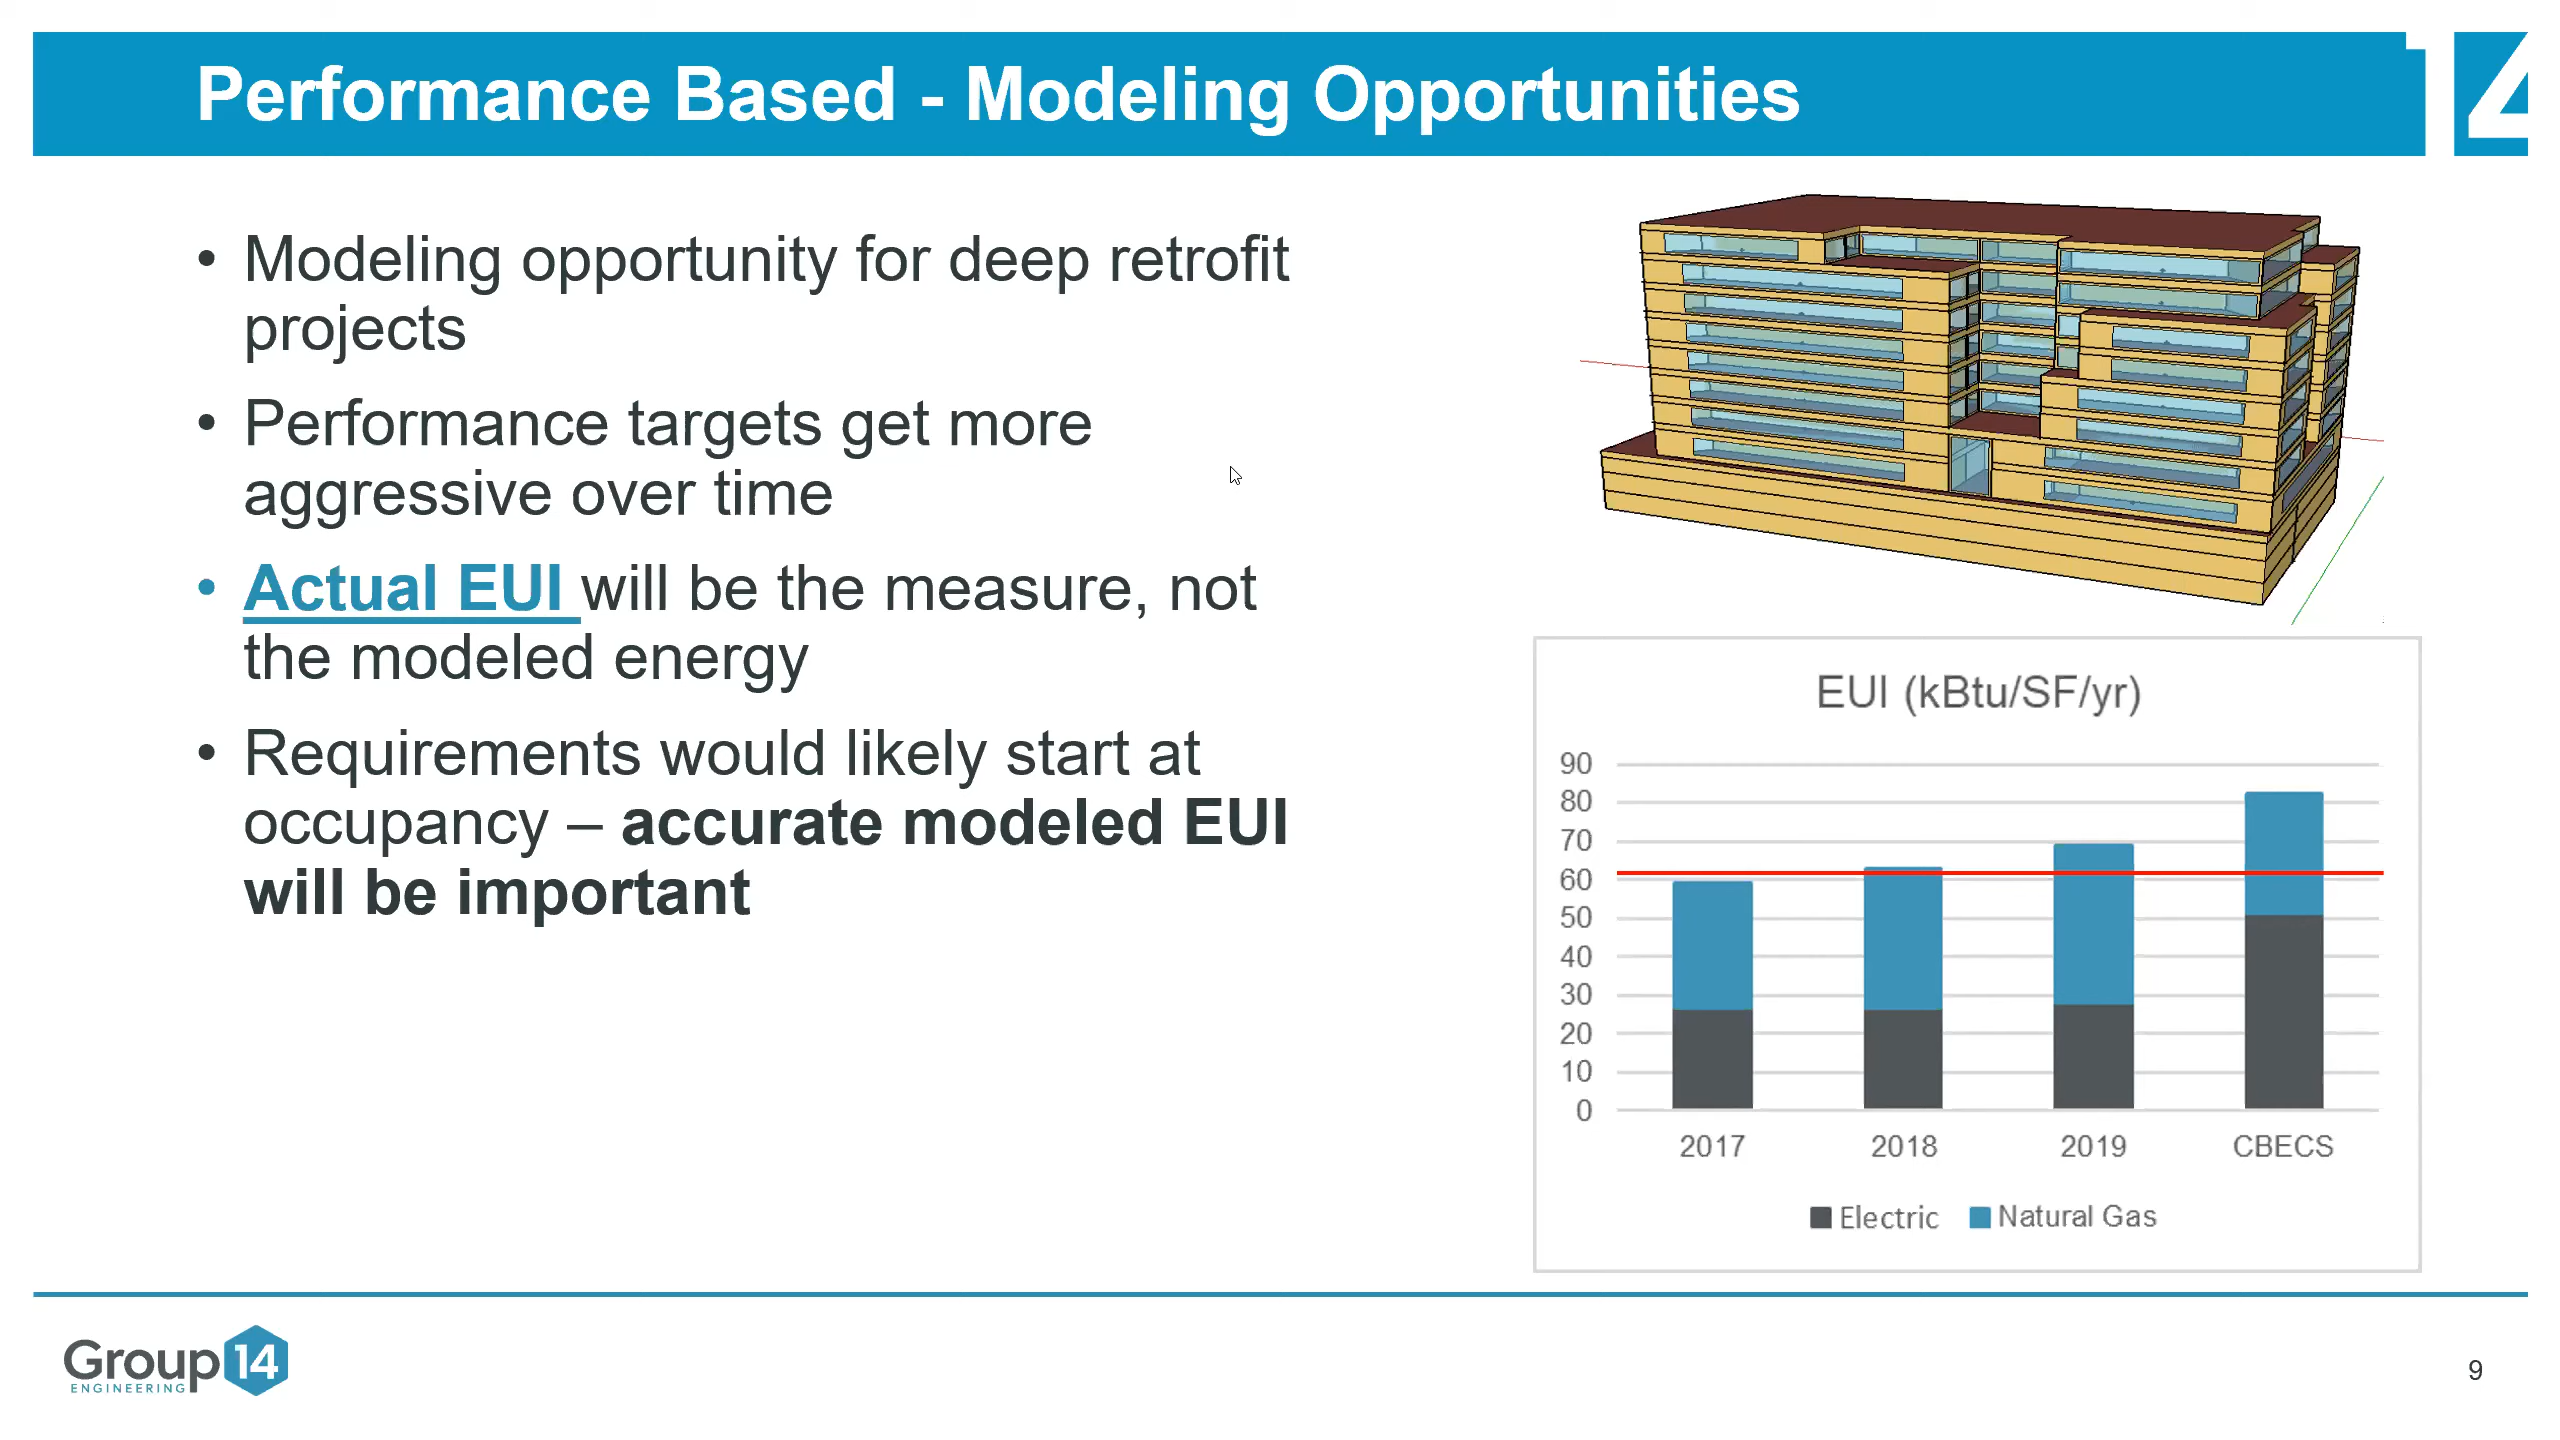 Performance Based - Modeling Opportunities
14
• Modeling opportunity for deep retrofit
projects
• Performance targets get more
aggressive over time
• Actual EUI will be the measure, not
the modeled energy
• Requirements would likely start at
occupancy – accurate modeled EUI
will be important
EUI (kBtu/SF/yr)
90
80
70
60
50
40
30
20
10
0
2017 2018 2019 CBECS
Electric Natural Gas
Group 14
ENGINEERING
9